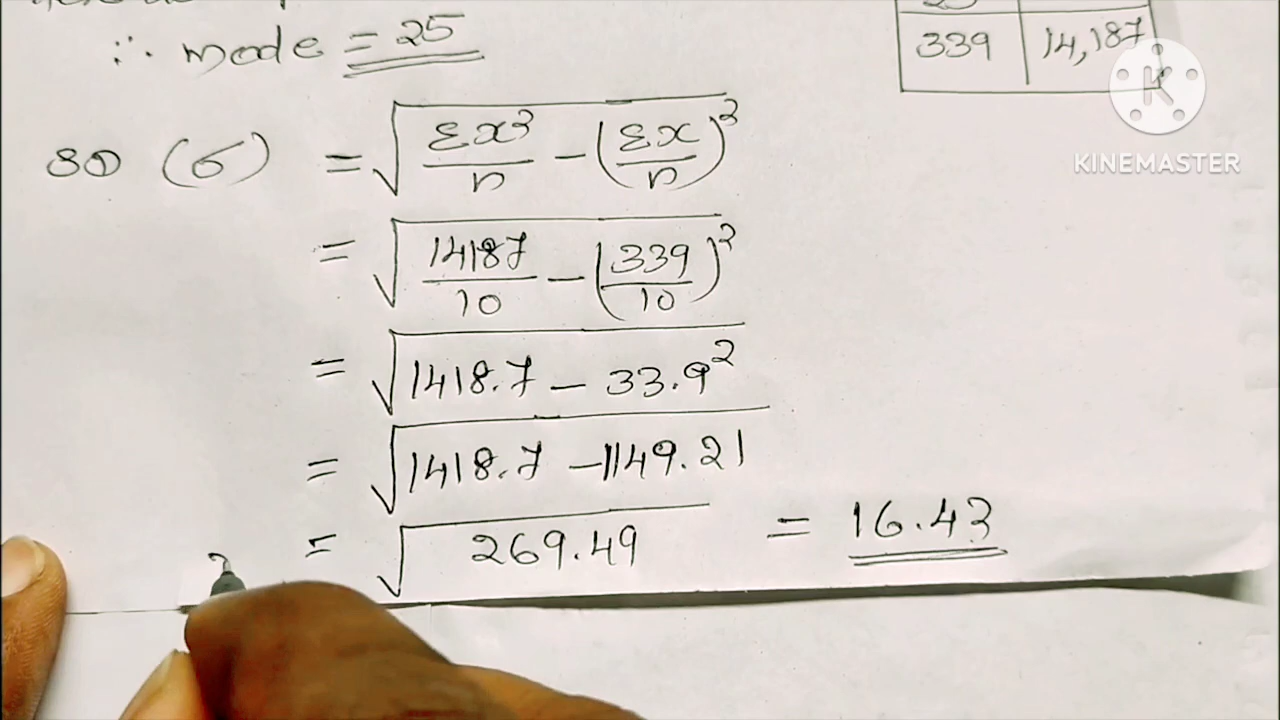 ∴ mode = 25
339 | 14,187
KINEMASTER
SD (σ) = √(Σx²/n − (Σx/n)²)
= √(14187/10 − (339/10)²)
= √(1418.7 − 33.9²)
= √(1418.7 − 1149.21)
= √269.49 = 16.43